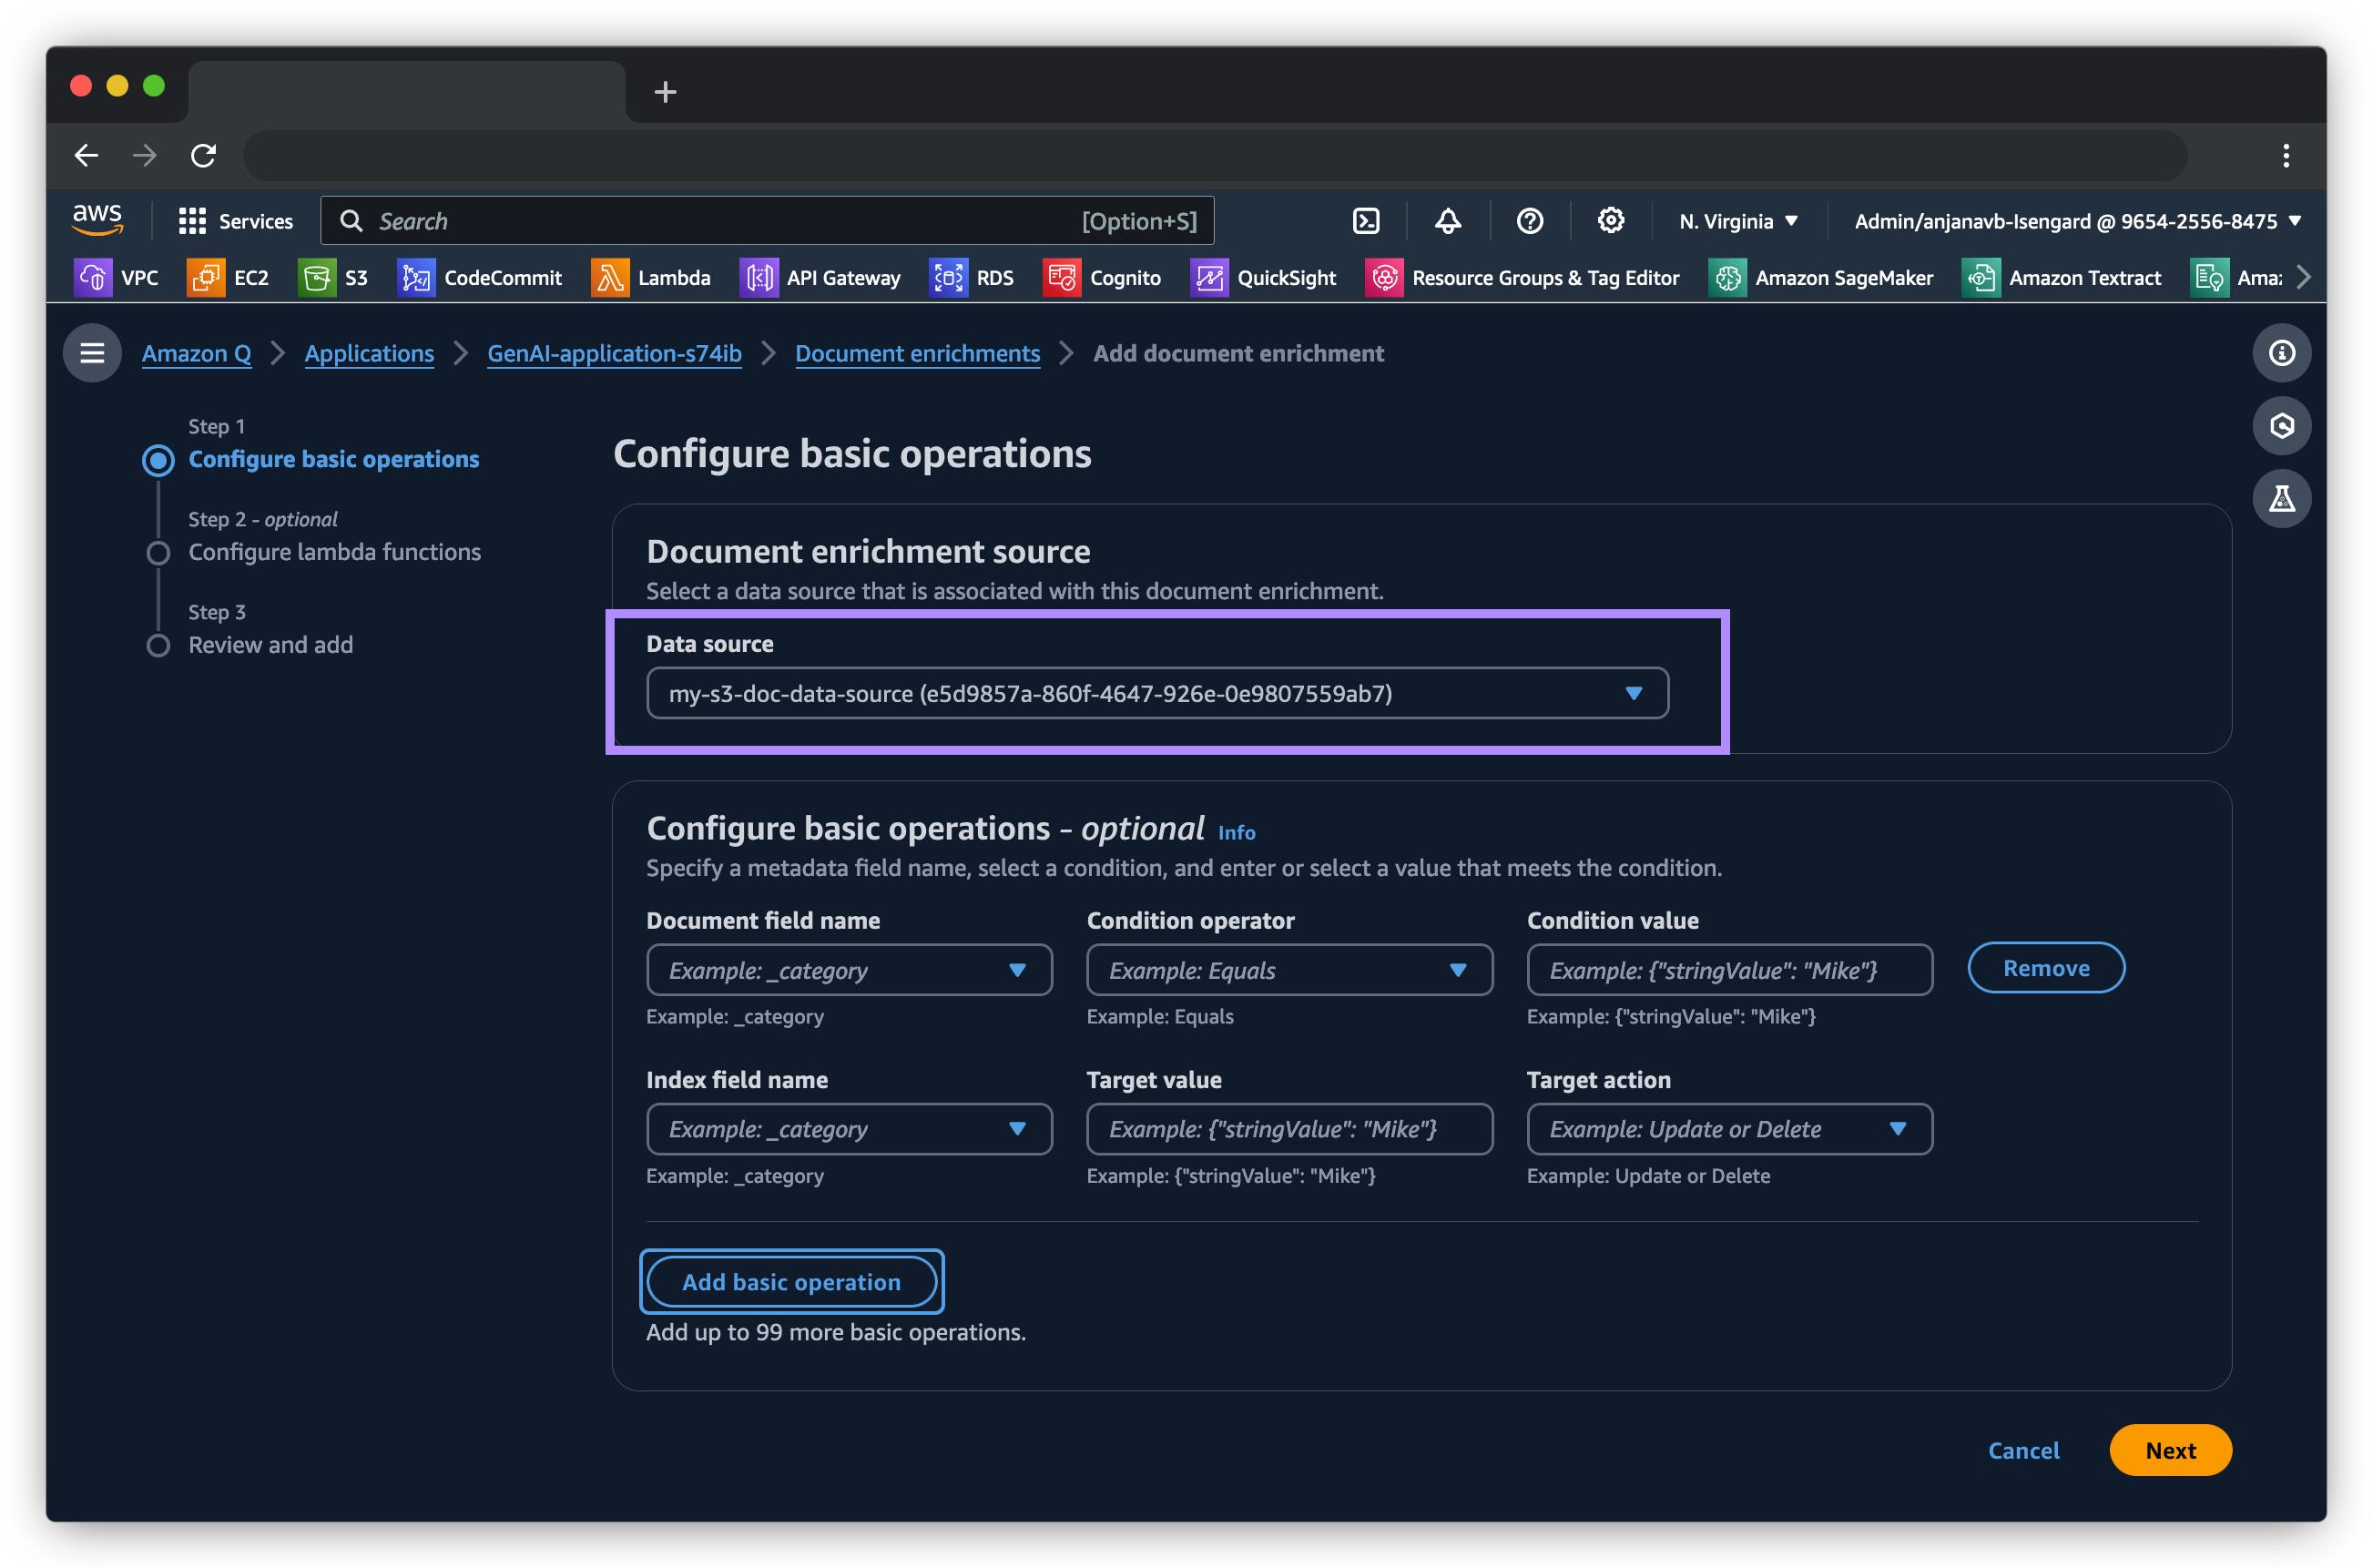 aws
Services
Search
[Option+S]
N. Virginia
Admin/anjanavb-Isengard @ 9654-2556-8475
VPC
EC2
S3
CodeCommit
Lambda
API Gateway
RDS
Cognito
QuickSight
Resource Groups & Tag Editor
Amazon SageMaker
Amazon Textract
Amaz
Amazon Q
Applications
GenAI-application-s74ib
Document enrichments
Add document enrichment
Step 1
Configure basic operations
Step 2 - optional
Configure lambda functions
Step 3
Review and add
Configure basic operations
Document enrichment source
Select a data source that is associated with this document enrichment.
Data source
my-s3-doc-data-source (e5d9857a-860f-4647-926e-0e9807559ab7)
Configure basic operations - optional Info
Specify a metadata field name, select a condition, and enter or select a value that meets the condition.
Document field name
Condition operator
Condition value
Example: _category
Example: Equals
Example: {"stringValue": "Mike"}
Remove
Example: _category
Example: Equals
Example: {"stringValue": "Mike"}
Index field name
Target value
Target action
Example: _category
Example: {"stringValue": "Mike"}
Example: Update or Delete
Example: _category
Example: {"stringValue": "Mike"}
Example: Update or Delete
Add basic operation
Add up to 99 more basic operations.
Cancel
Next